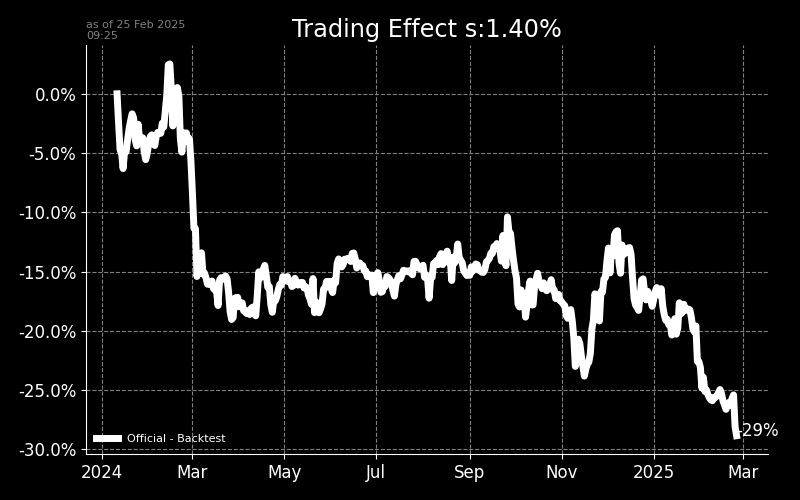 as of 25 Feb 2025
09:25
Trading Effect s:1.40%
0.0%
-5.0%
-10.0%
-15.0%
-20.0%
-25.0%
-30.0%
-29%
Official - Backtest
2024 Mar May Jul Sep Nov 2025 Mar